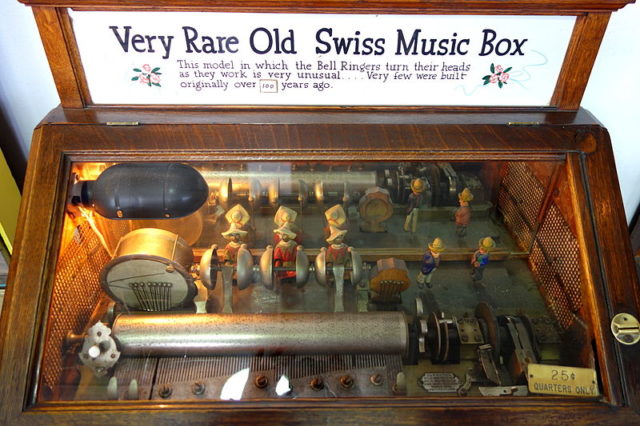 Very Rare Old Swiss Music Box
This model in which the Bell Ringers turn their heads
as they work is very unusual.... Very few were built
originally over 100 years ago.
25¢
QUARTERS ONLY